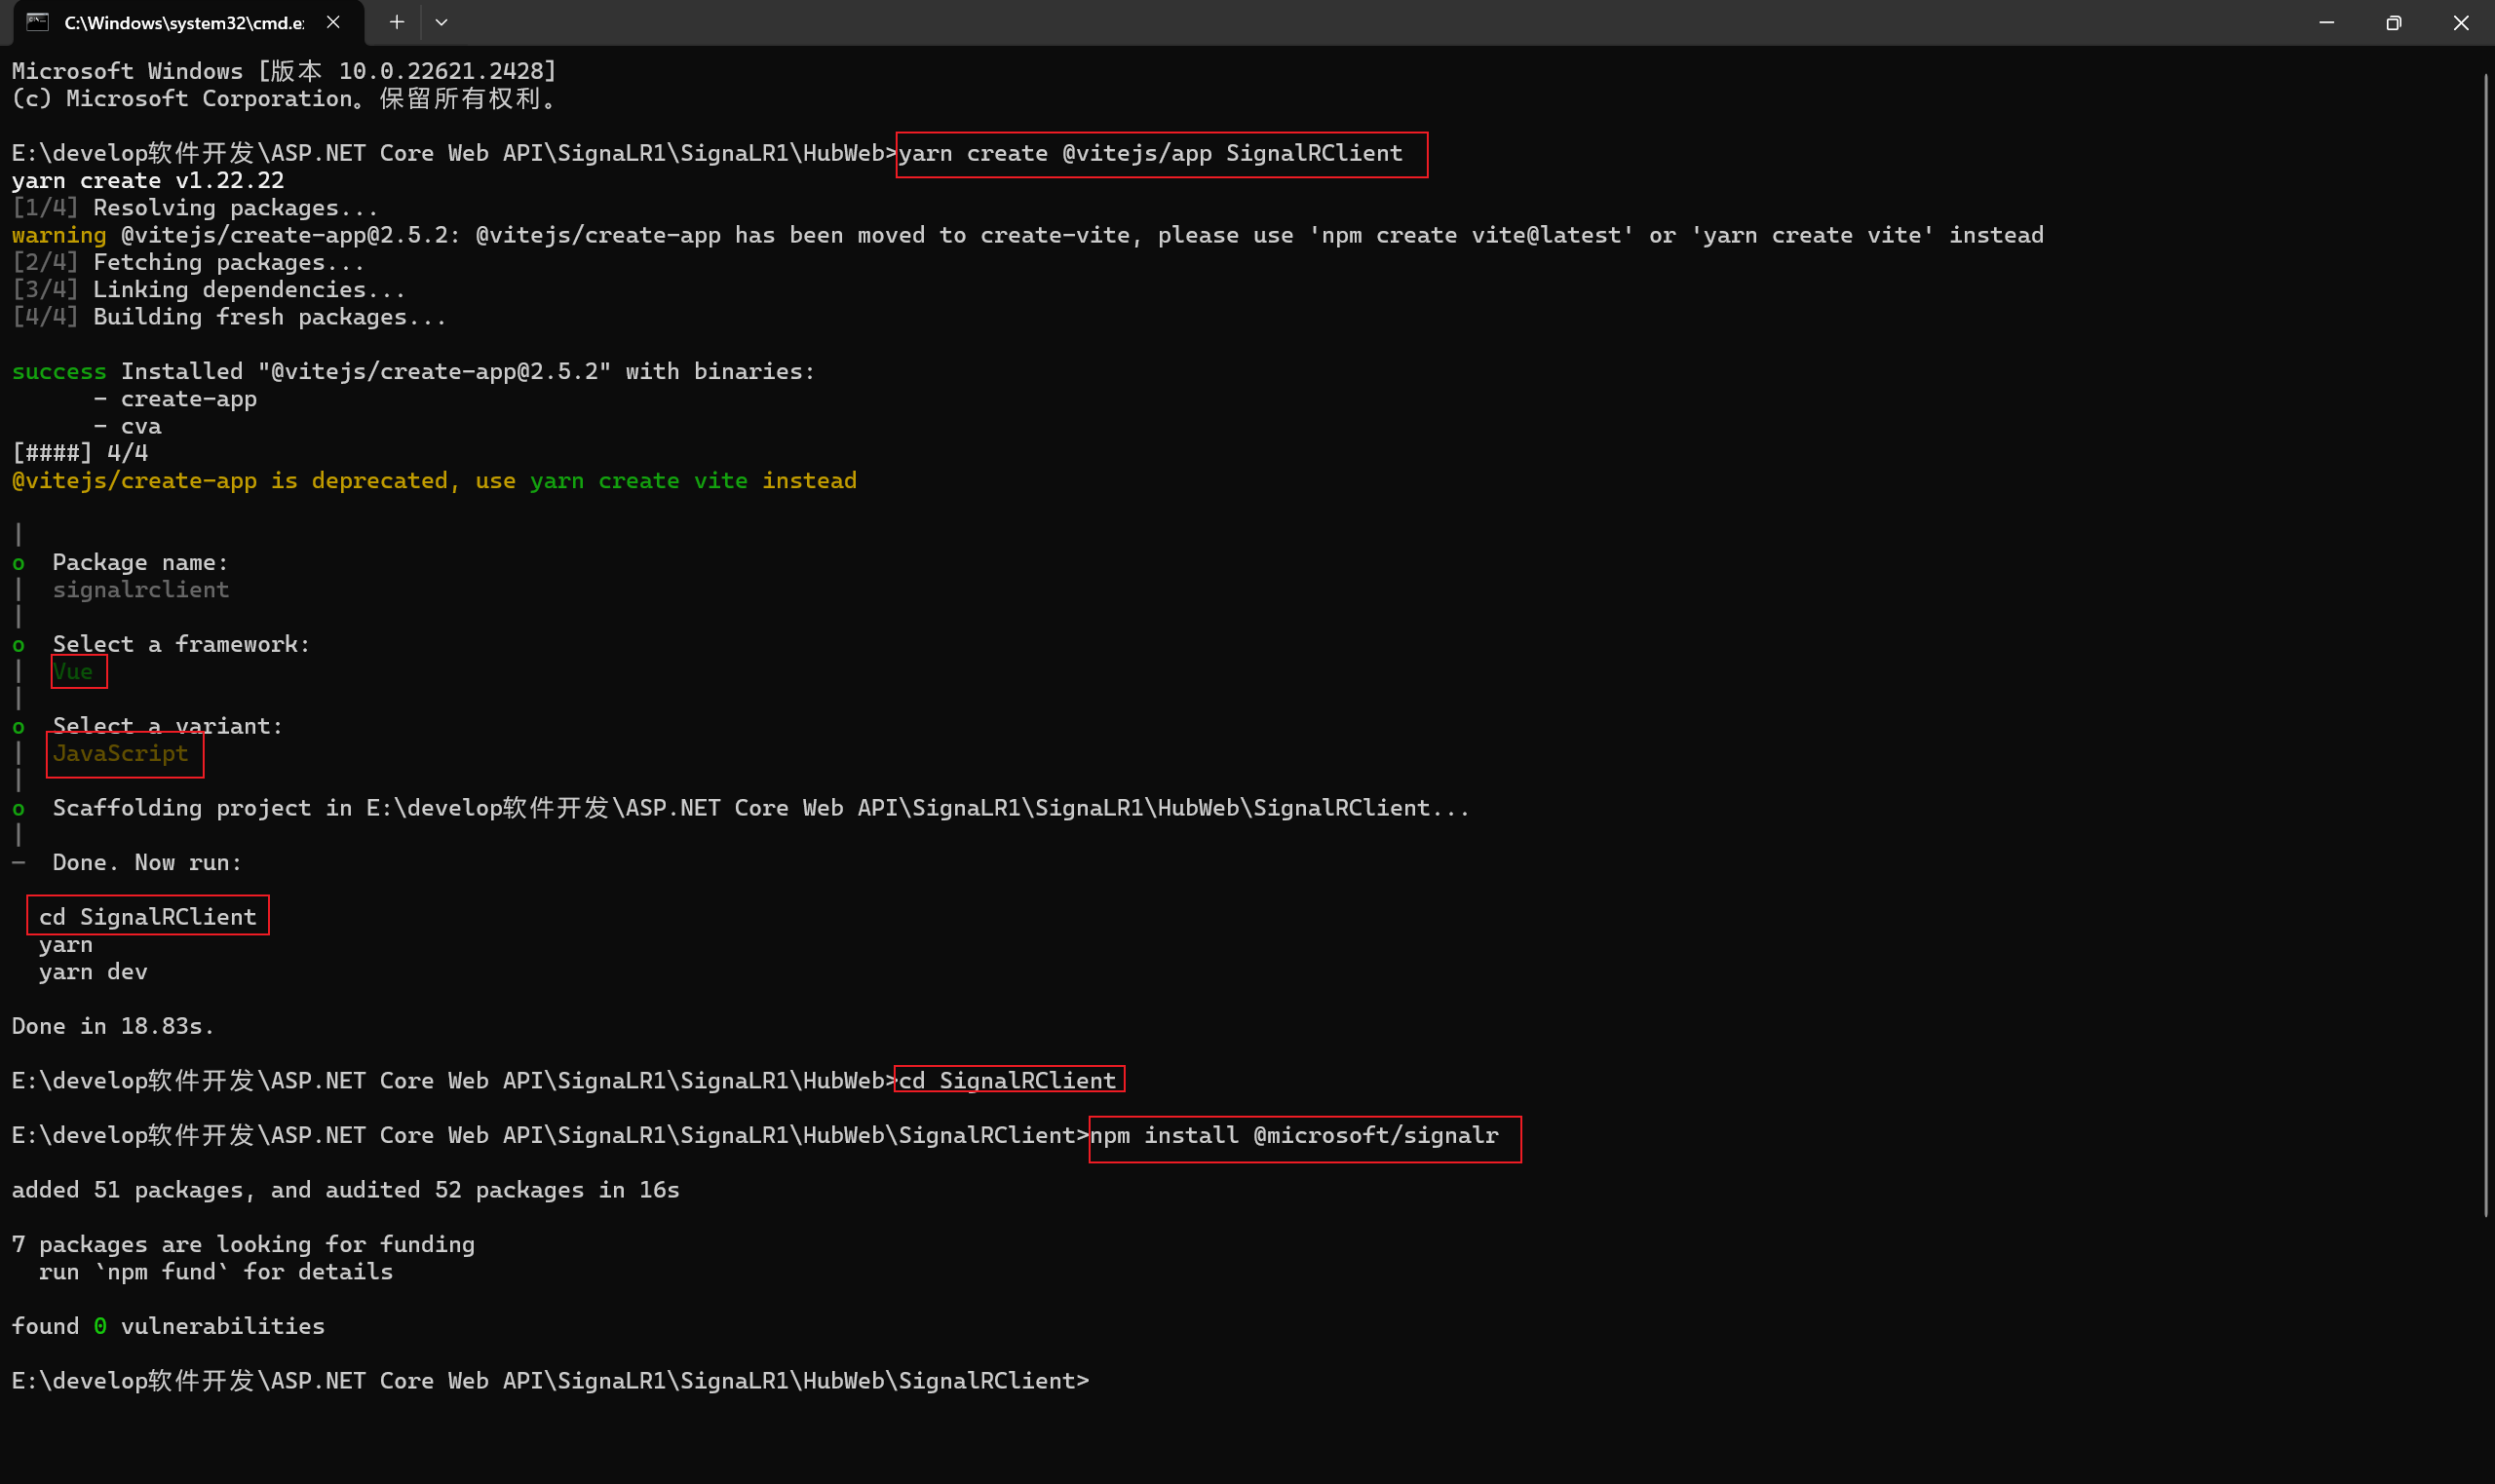 C:\Windows\system32\cmd.e:
Microsoft Windows [版本 10.0.22621.2428]
(c) Microsoft Corporation。保留所有权利。
E:\develop软件开发\ASP.NET Core Web API\SignaLR1\SignaLR1\HubWeb>yarn create @vitejs/app SignalRClient
yarn create v1.22.22
[1/4] Resolving packages...
warning @vitejs/create-app@2.5.2: @vitejs/create-app has been moved to create-vite, please use 'npm create vite@latest' or 'yarn create vite' instead
[2/4] Fetching packages...
[3/4] Linking dependencies...
[4/4] Building fresh packages...
success Installed "@vitejs/create-app@2.5.2" with binaries:
- create-app
- cva
[####] 4/4
@vitejs/create-app is deprecated, use yarn create vite instead
|
o  Package name:
|  signalrclient
|
o  Select a framework:
|  Vue
|
o  Select a variant:
|  JavaScript
|
o  Scaffolding project in E:\develop软件开发\ASP.NET Core Web API\SignaLR1\SignaLR1\HubWeb\SignalRClient...
|
—  Done. Now run:
cd SignalRClient
yarn
yarn dev
Done in 18.83s.
E:\develop软件开发\ASP.NET Core Web API\SignaLR1\SignaLR1\HubWeb>cd SignalRClient
E:\develop软件开发\ASP.NET Core Web API\SignaLR1\SignaLR1\HubWeb\SignalRClient>npm install @microsoft/signalr
added 51 packages, and audited 52 packages in 16s
7 packages are looking for funding
run `npm fund` for details
found 0 vulnerabilities
E:\develop软件开发\ASP.NET Core Web API\SignaLR1\SignaLR1\HubWeb\SignalRClient>